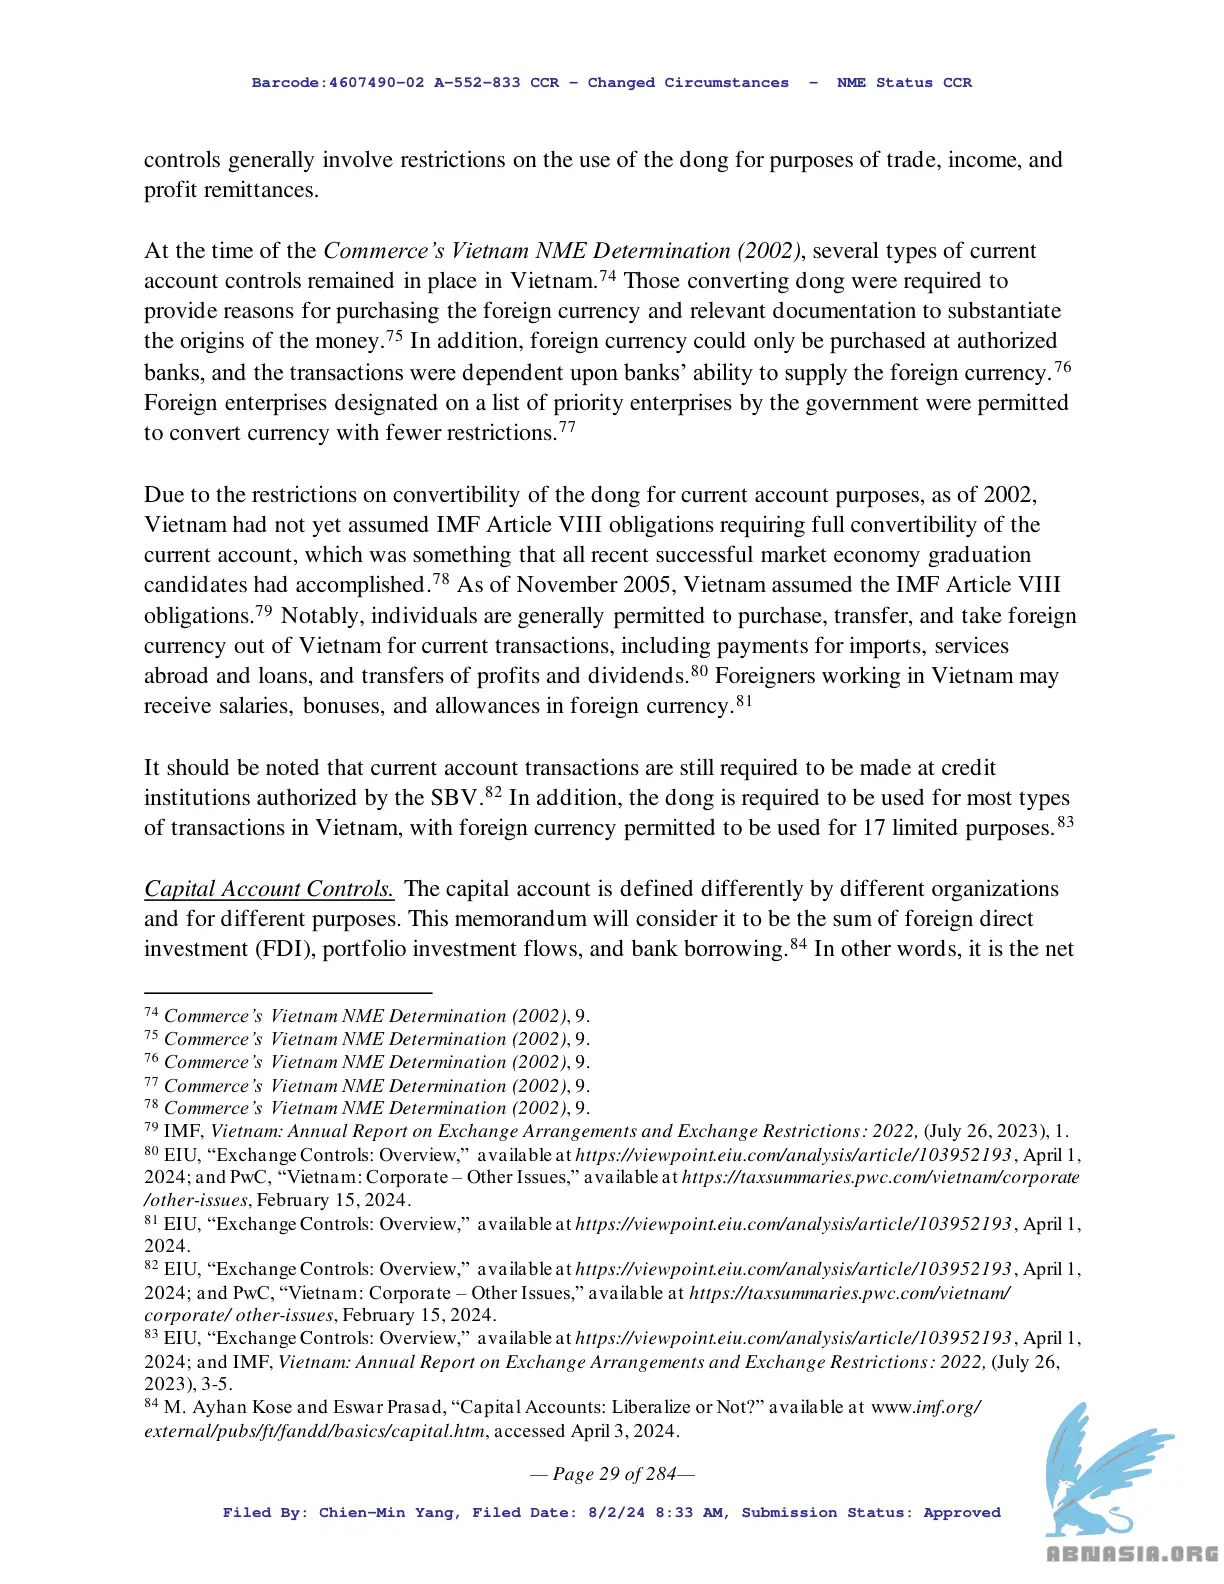 Barcode:4607490-02 A-552-833 CCR - Changed Circumstances - NME Status CCR
controls generally involve restrictions on the use of the dong for purposes of trade, income, and
profit remittances.
At the time of the Commerce’s Vietnam NME Determination (2002), several types of current
account controls remained in place in Vietnam.74 Those converting dong were required to
provide reasons for purchasing the foreign currency and relevant documentation to substantiate
the origins of the money.75 In addition, foreign currency could only be purchased at authorized
banks, and the transactions were dependent upon banks’ ability to supply the foreign currency.76
Foreign enterprises designated on a list of priority enterprises by the government were permitted
to convert currency with fewer restrictions.77
Due to the restrictions on convertibility of the dong for current account purposes, as of 2002,
Vietnam had not yet assumed IMF Article VIII obligations requiring full convertibility of the
current account, which was something that all recent successful market economy graduation
candidates had accomplished.78 As of November 2005, Vietnam assumed the IMF Article VIII
obligations.79 Notably, individuals are generally permitted to purchase, transfer, and take foreign
currency out of Vietnam for current transactions, including payments for imports, services
abroad and loans, and transfers of profits and dividends.80 Foreigners working in Vietnam may
receive salaries, bonuses, and allowances in foreign currency.81
It should be noted that current account transactions are still required to be made at credit
institutions authorized by the SBV.82 In addition, the dong is required to be used for most types
of transactions in Vietnam, with foreign currency permitted to be used for 17 limited purposes.83
Capital Account Controls. The capital account is defined differently by different organizations
and for different purposes. This memorandum will consider it to be the sum of foreign direct
investment (FDI), portfolio investment flows, and bank borrowing.84 In other words, it is the net
74 Commerce’s Vietnam NME Determination (2002), 9.
75 Commerce’s Vietnam NME Determination (2002), 9.
76 Commerce’s Vietnam NME Determination (2002), 9.
77 Commerce’s Vietnam NME Determination (2002), 9.
78 Commerce’s Vietnam NME Determination (2002), 9.
79 IMF, Vietnam: Annual Report on Exchange Arrangements and Exchange Restrictions: 2022, (July 26, 2023), 1.
80 EIU, “Exchange Controls: Overview,” available at https://viewpoint.eiu.com/analysis/article/103952193, April 1,
2024; and PwC, “Vietnam: Corporate – Other Issues,” available at https://taxsummaries.pwc.com/vietnam/corporate
/other-issues, February 15, 2024.
81 EIU, “Exchange Controls: Overview,” available at https://viewpoint.eiu.com/analysis/article/103952193, April 1,
2024.
82 EIU, “Exchange Controls: Overview,” available at https://viewpoint.eiu.com/analysis/article/103952193, April 1,
2024; and PwC, “Vietnam: Corporate – Other Issues,” available at https://taxsummaries.pwc.com/vietnam/
corporate/ other-issues, February 15, 2024.
83 EIU, “Exchange Controls: Overview,” available at https://viewpoint.eiu.com/analysis/article/103952193, April 1,
2024; and IMF, Vietnam: Annual Report on Exchange Arrangements and Exchange Restrictions: 2022, (July 26,
2023), 3-5.
84 M. Ayhan Kose and Eswar Prasad, “Capital Accounts: Liberalize or Not?” available at www.imf.org/
external/pubs/ft/fandd/basics/capital.htm, accessed April 3, 2024.
— Page 29 of 284—
Filed By: Chien-Min Yang, Filed Date: 8/2/24 8:33 AM, Submission Status: Approved
ABNASIA.ORG